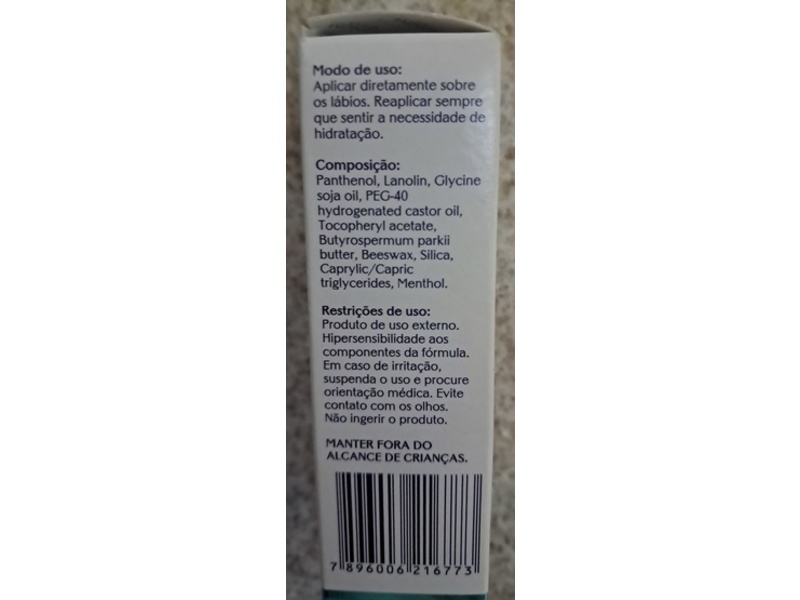 Modo de uso:
Aplicar diretamente sobre
os lábios. Reaplicar sempre
que sentir a necessidade de
hidratação.
Composição:
Panthenol, Lanolin, Glycine
soja oil, PEG-40
hydrogenated castor oil,
Tocopheryl acetate,
Butyrospermum parkii
butter, Beeswax, Silica,
Caprylic/Capric
triglycerides, Menthol.
Restrições de uso:
Produto de uso externo.
Hipersensibilidade aos
componentes da fórmula.
Em caso de irritação,
suspenda o uso e procure
orientação médica. Evite
contato com os olhos.
Não ingerir o produto.
MANTER FORA DO
ALCANCE DE CRIANÇAS.
7 896006 216773